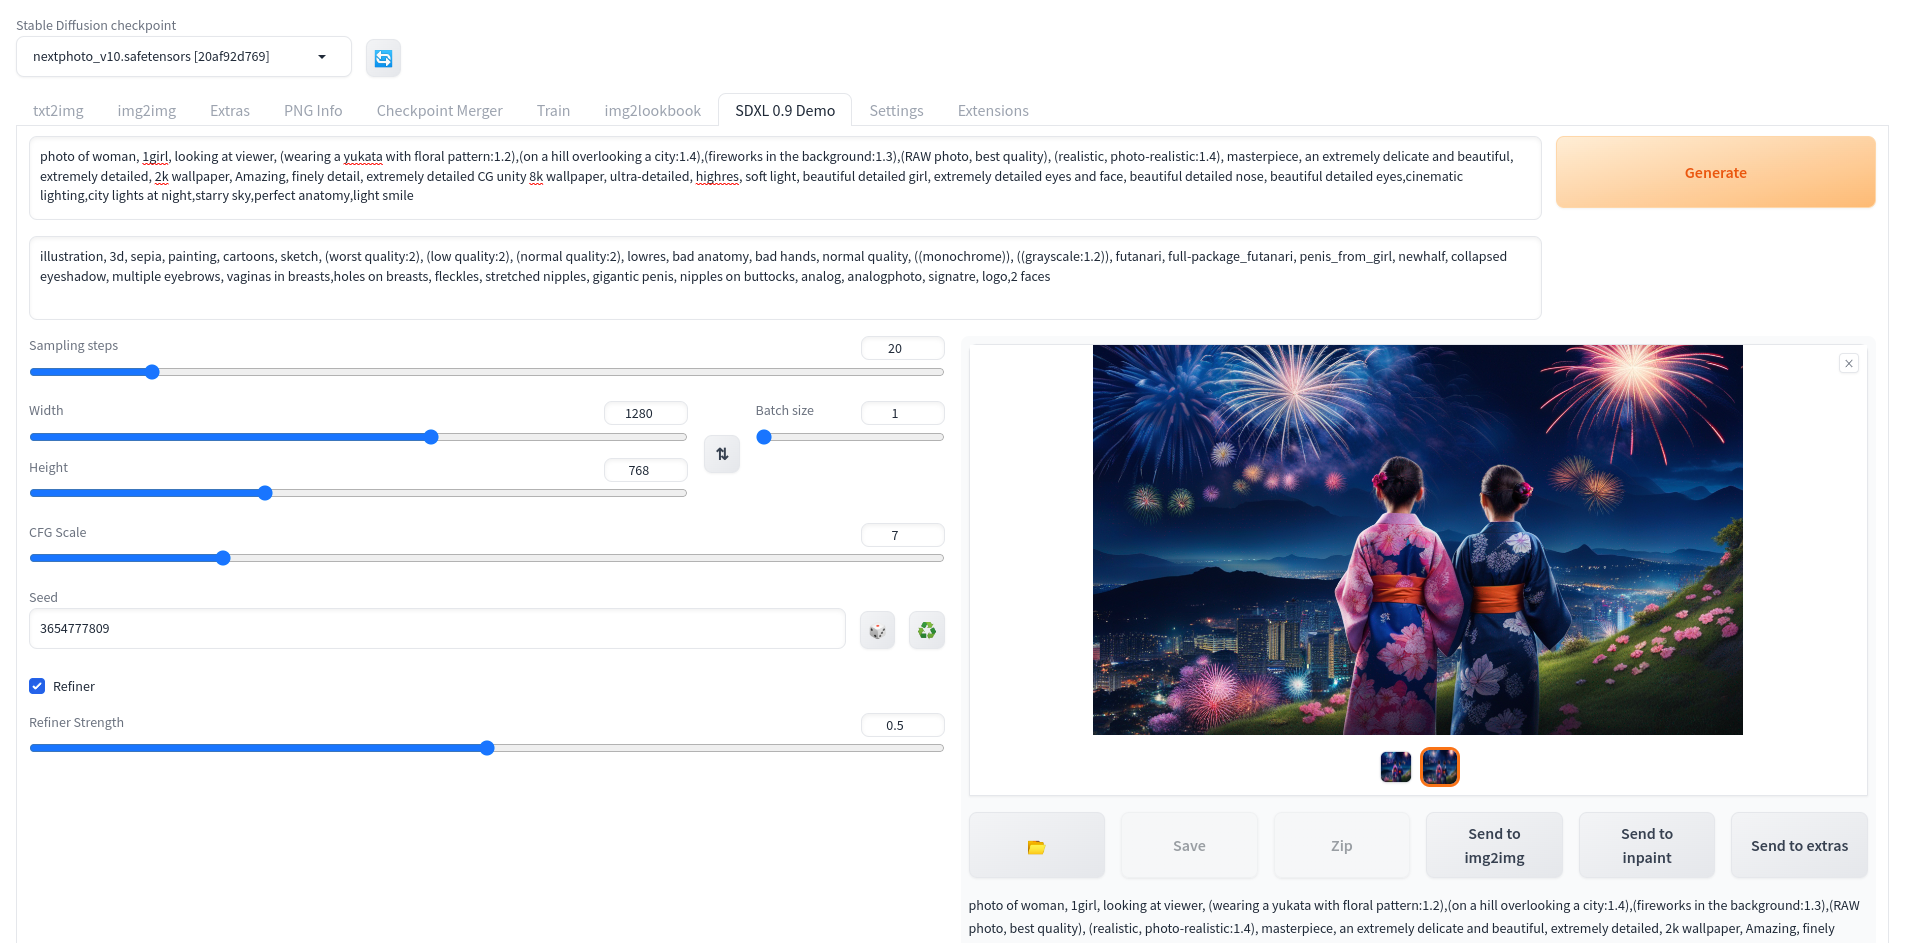 Stable Diffusion checkpoint
nextphoto_v10.safetensors [20af92d769]
txt2img img2img Extras PNG Info Checkpoint Merger Train img2lookbook SDXL 0.9 Demo Settings Extensions
photo of woman, 1girl, looking at viewer, (wearing a yukata with floral pattern:1.2),(on a hill overlooking a city:1.4),(fireworks in the background:1.3),(RAW photo, best quality), (realistic, photo-realistic:1.4), masterpiece, an extremely delicate and beautiful,
extremely detailed, 2k wallpaper, Amazing, finely detail, extremely detailed CG unity 8k wallpaper, ultra-detailed, highres, soft light, beautiful detailed girl, extremely detailed eyes and face, beautiful detailed nose, beautiful detailed eyes,cinematic
lighting,city lights at night,starry sky,perfect anatomy,light smile
Generate
illustration, 3d, sepia, painting, cartoons, sketch, (worst quality:2), (low quality:2), (normal quality:2), lowres, bad anatomy, bad hands, normal quality, ((monochrome)), ((grayscale:1.2)), futanari, full-package_futanari, penis_from_girl, newhalf, collapsed
eyeshadow, multiple eyebrows, vaginas in breasts,holes on breasts, fleckles, stretched nipples, gigantic penis, nipples on buttocks, analog, analogphoto, signatre, logo,2 faces
Sampling steps 20
Width 1280
Batch size 1
Height 768
CFG Scale 7
Seed
3654777809
Refiner
Refiner Strength 0.5
Save
Zip
Send to
img2img
Send to
inpaint
Send to extras
photo of woman, 1girl, looking at viewer, (wearing a yukata with floral pattern:1.2),(on a hill overlooking a city:1.4),(fireworks in the background:1.3),(RAW
photo, best quality), (realistic, photo-realistic:1.4), masterpiece, an extremely delicate and beautiful, extremely detailed, 2k wallpaper, Amazing, finely